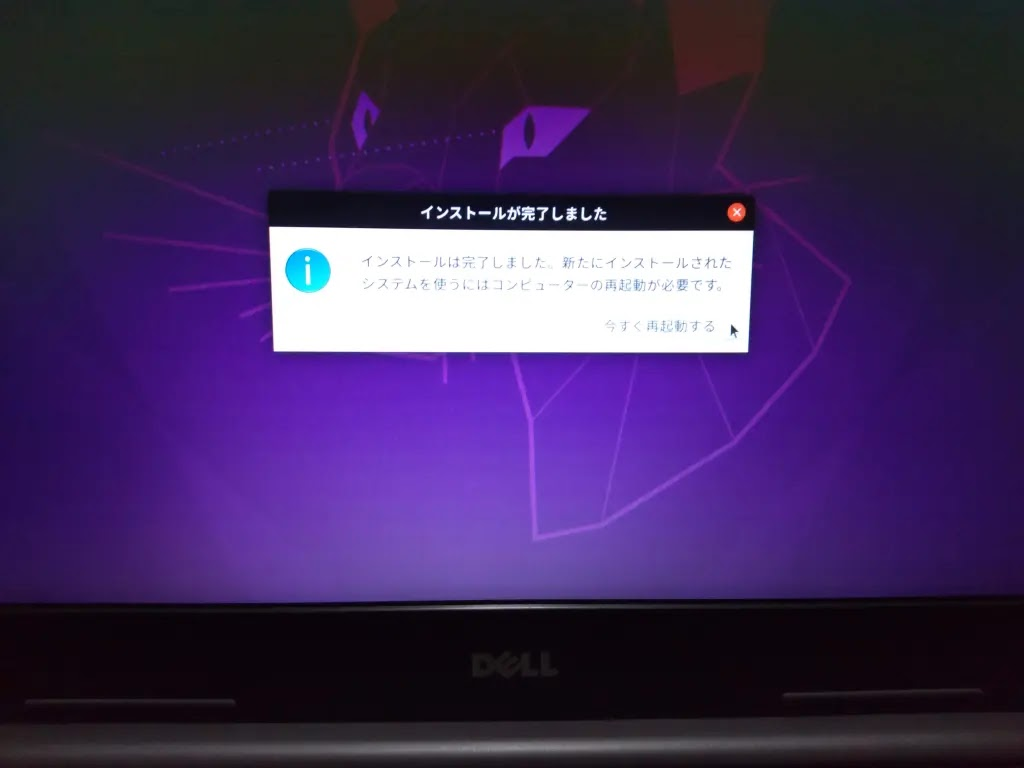 インストールが完了しました
インストールは完了しました。新たにインストールされた
システムを使うにはコンピューターの再起動が必要です。
今すぐ再起動する
DELL